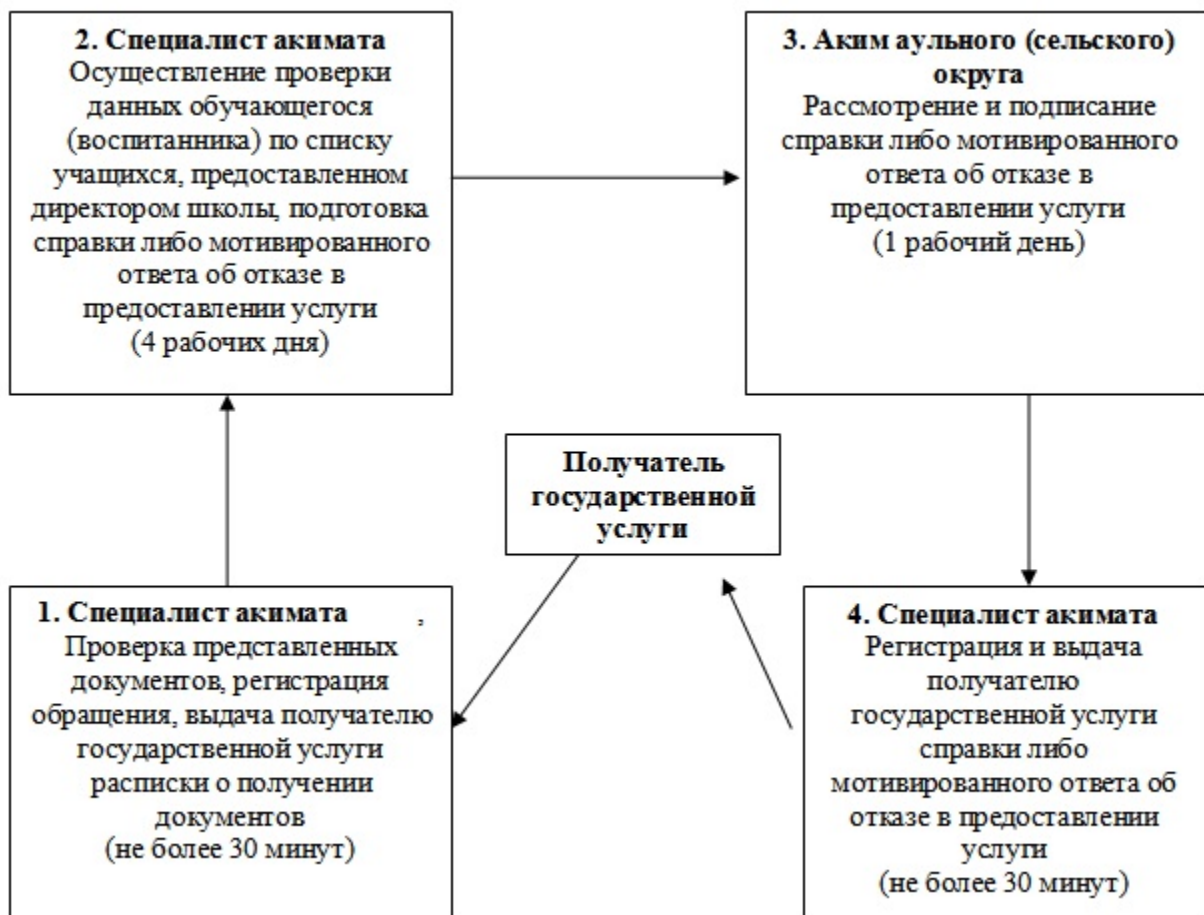 2. Специалист акимата
Осуществление проверки
данных обучающегося
(воспитанника) по списку
учащихся, предоставленном
директором школы, подготовка
справки либо мотивированного
ответа об отказе в
предоставлении услуги
(4 рабочих дня)
3. Аким аульного (сельского)
округа
Рассмотрение и подписание
справки либо мотивированного
ответа об отказе в
предоставлении услуги
(1 рабочий день)
Получатель
государственной
услуги
1. Специалист акимата ,
Проверка представленных
документов, регистрация
обращения, выдача получателю
государственной услуги
расписки о получении
документов
(не более 30 минут)
4. Специалист акимата
Регистрация и выдача
получателю
государственной услуги
справки либо
мотивированного ответа об
отказе в предоставлении
услуги
(не более 30 минут)